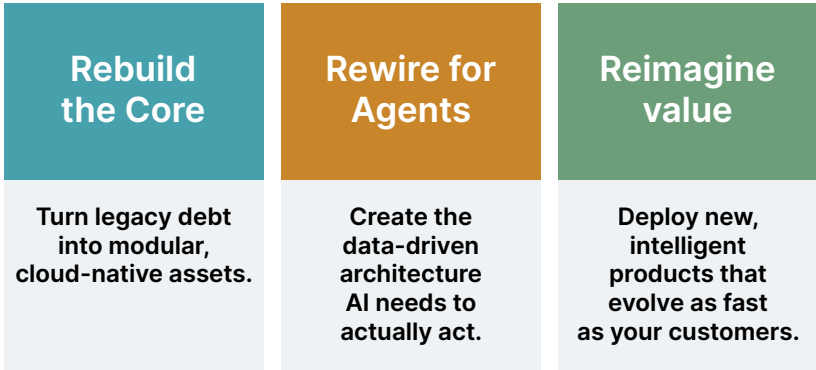 Rebuild
the Core
Turn legacy debt
into modular,
cloud-native assets.
Rewire for
Agents
Create the
data-driven
architecture
AI needs to
actually act.
Reimagine
value
Deploy new,
intelligent
products that
evolve as fast
as your customers.